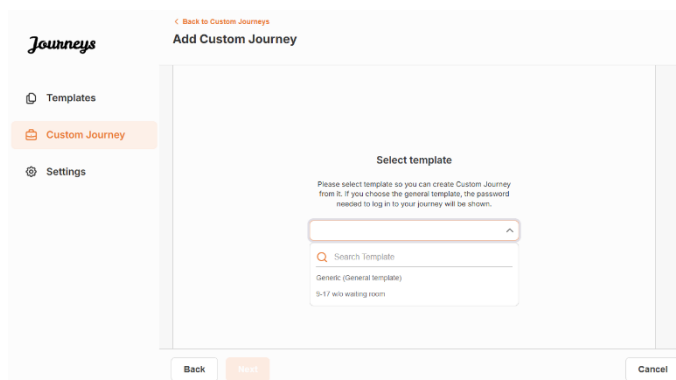 Journeys
Templates
Custom Journey
Settings
< Back to Custom Journeys
Add Custom Journey
Select template
Please select template so you can create Custom Journey
from it. If you choose the general template, the password
needed to log in to your journey will be shown.
Search Template
Generic (General template)
5-17 w/o waiting room
Back
Next
Cancel